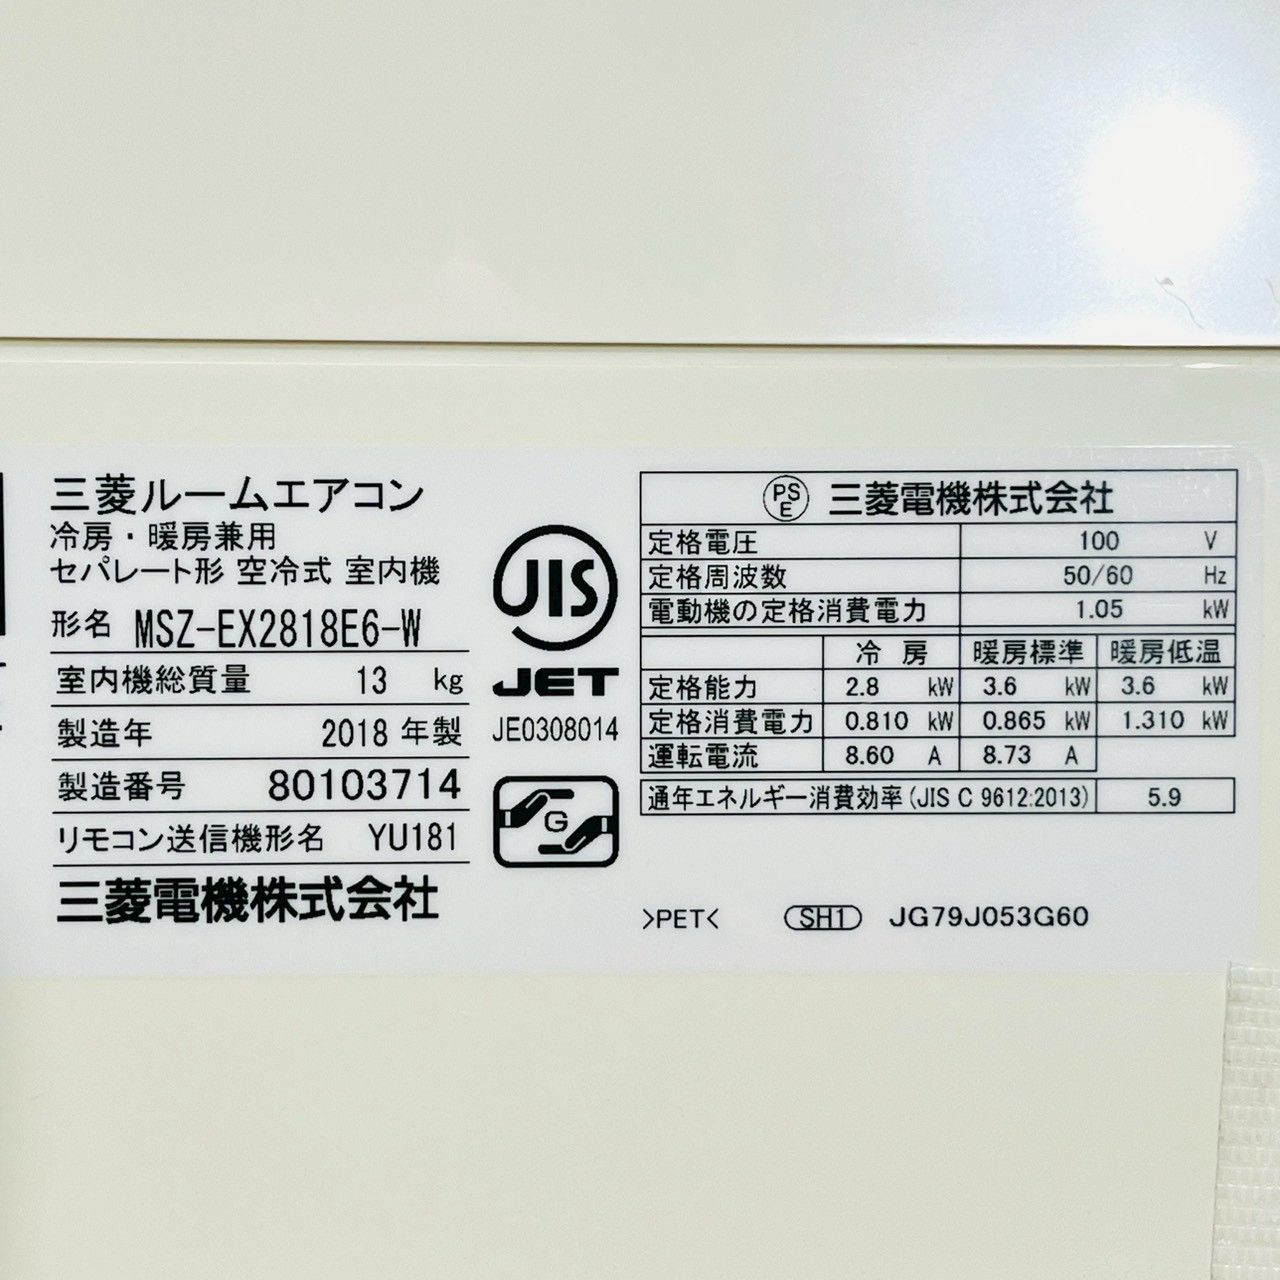 三菱ルームエアコン
冷房・暖房兼用
セパレート形 空冷式 室内機
形名 MSZ-EX2818E6-W
室内機総質量 13 kg
製造年 2018 年製
製造番号 80103714
リモコン送信機形名 YU181
三菱電機株式会社
JIS
JET
JE0308014
G
PS E 三菱電機株式会社
定格電圧 100 V
定格周波数 50/60 Hz
電動機の定格消費電力 1.05 kW
冷 房 暖房標準 暖房低温
定格能力 2.8 kW 3.6 kW 3.6 kW
定格消費電力 0.810 kW 0.865 kW 1.310 kW
運転電流 8.60 A 8.73 A
通年エネルギー消費効率(JIS C 9612:2013) 5.9
>PET< SH1 JG79J053G60